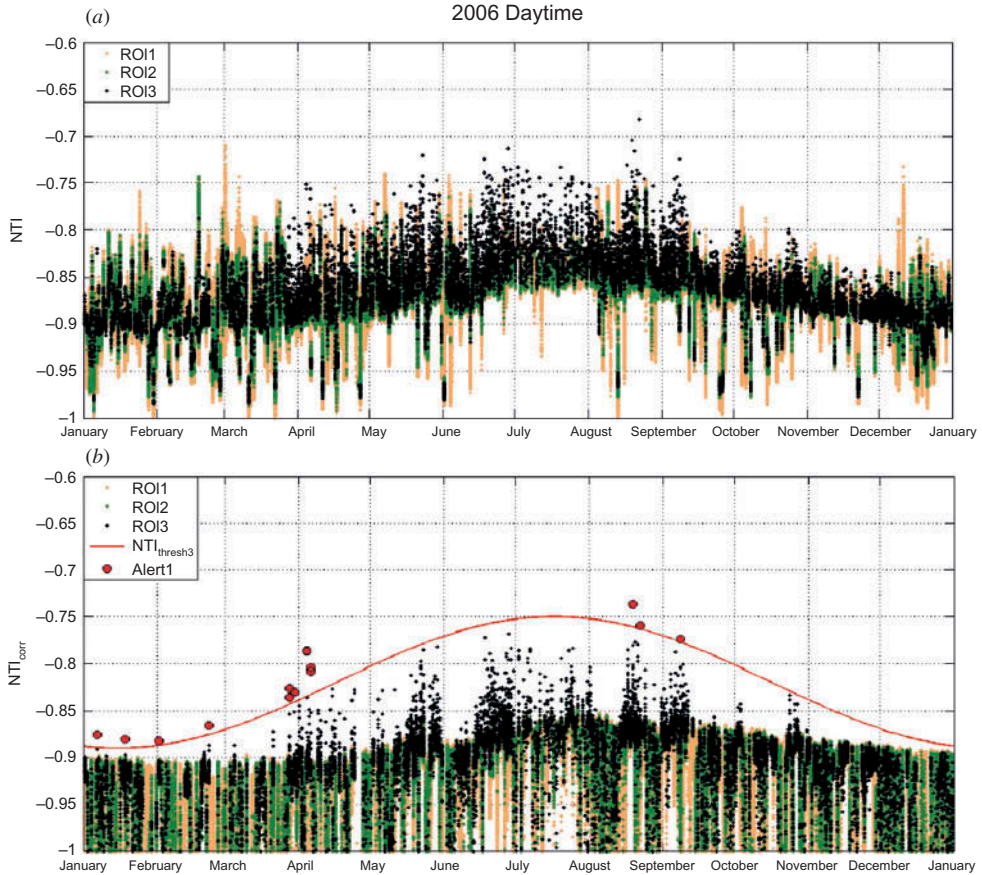 2006 Daytime
(a)
–0.6
ROI1
ROI2
ROI3
–0.65
–0.7
–0.75
NTI
–0.8
–0.85
–0.9
–0.95
–1
January February March April May June July August September October November December January
(b)
–0.6
ROI1
ROI2
ROI3
NTIthresh3
Alert1
–0.65
–0.7
–0.75
NTIcorr
–0.8
–0.85
–0.9
–0.95
–1
January February March April May June July August September October November December January